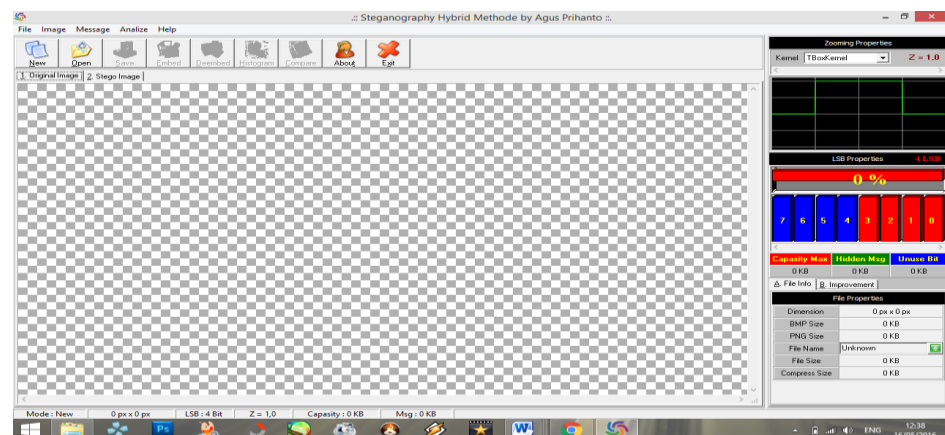 .:: Steganography Hybrid Methode by Agus Prihanto ::.
File Image Message Analize Help
New Open Save Embed Deembed Histogram Compare About Exit
1. Original Image 2. Stego Image
Zooming Properties
Kernel TBoxKernel Z = 1,0
LSB Properties 4 LSB
0 %
7 6 5 4 3 2 1 0
Capasity Max Hidden Msg Unuse Bit
0 KB 0 KB 0 KB
A. File Info B. Improvement
File Properties
Dimension 0 px x 0 px
BMP Size 0 KB
PNG Size 0 KB
File Name Unknown
File Size 0 KB
Compress Size 0 KB
Mode : New 0 px x 0 px LSB : 4 Bit Z = 1,0 Capasity : 0 KB Msg : 0 KB
Ps W ENG 12:38
16/05/2016